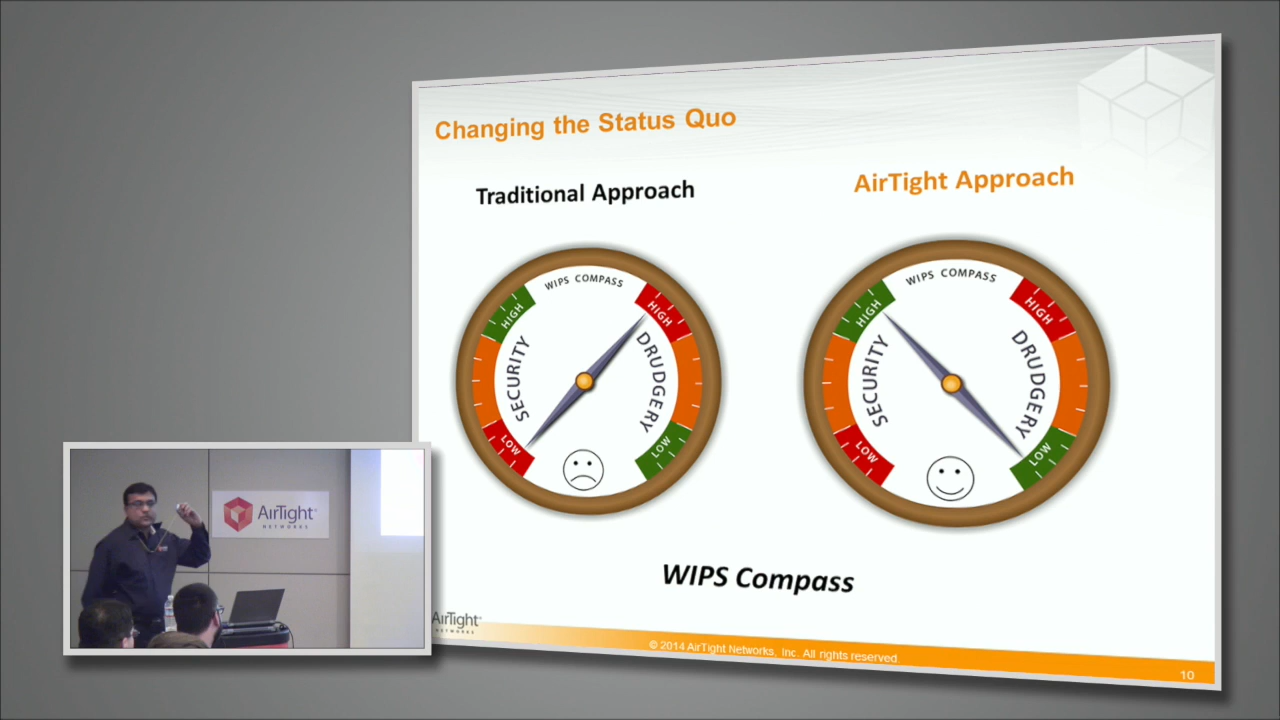 Changing the Status Quo
Traditional Approach
AirTight Approach
WIPS COMPASS
HIGH
HIGH
SECURITY
DRUDGERY
LOW
LOW
WIPS COMPASS
HIGH
HIGH
SECURITY
DRUDGERY
LOW
LOW
WIPS Compass
AirTight
NETWORKS
© 2014 AirTight Networks, Inc. All rights reserved.
10
AirTight
NETWORKS